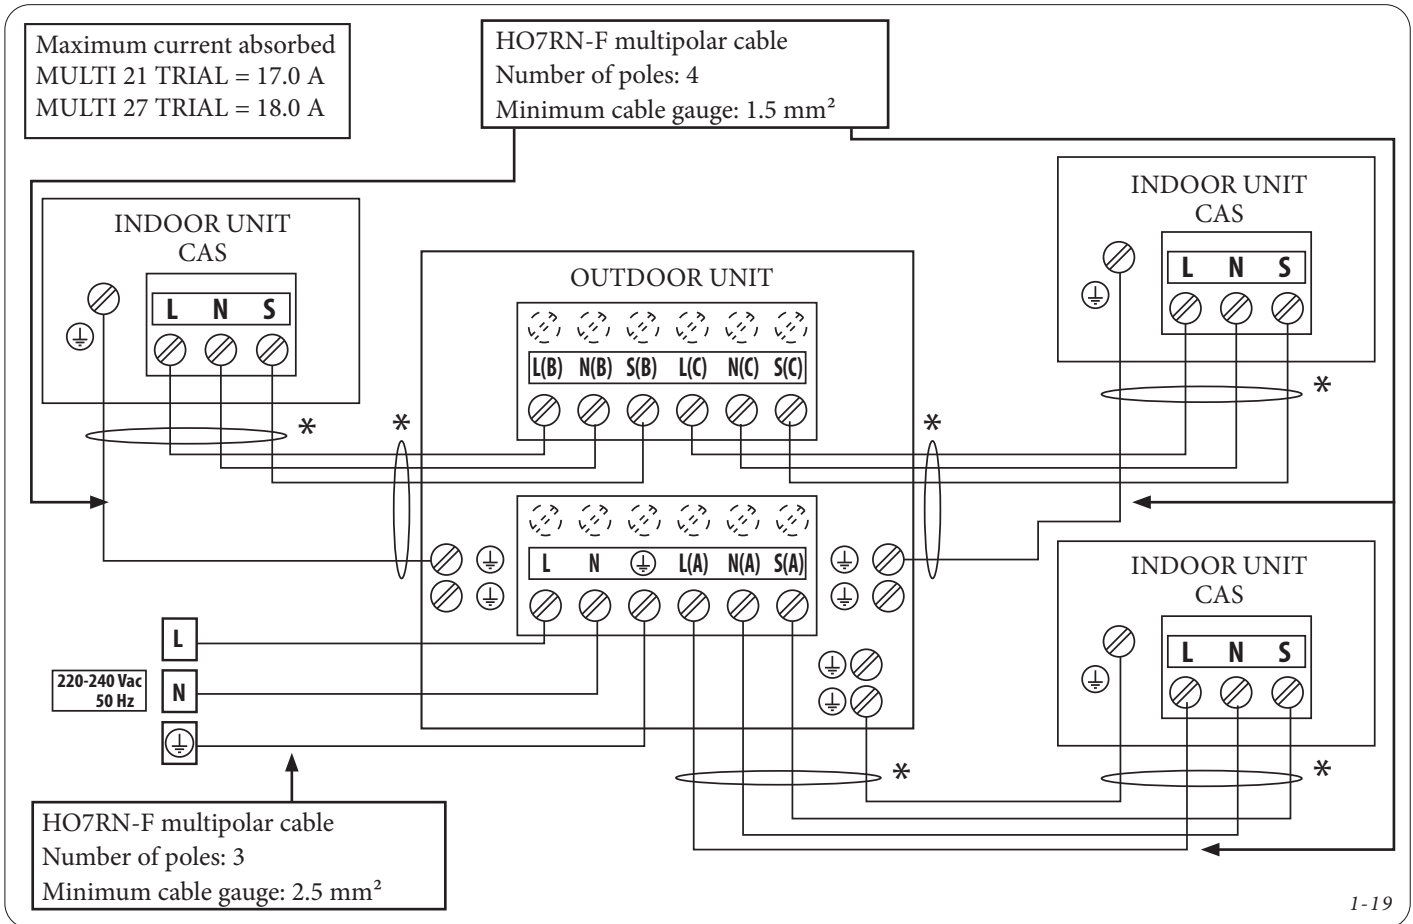 Maximum current absorbed
MULTI 21 TRIAL = 17.0 A
MULTI 27 TRIAL = 18.0 A
HO7RN-F multipolar cable
Number of poles: 4
Minimum cable gauge: 1.5 mm²
INDOOR UNIT
CAS
L N S
*
OUTDOOR UNIT
L(B) N(B) S(B) L(C) N(C) S(C)
*
*
L N L(A) N(A) S(A)
INDOOR UNIT
CAS
L N S
*
INDOOR UNIT
CAS
L N S
*
*
L
220-240 Vac
50 Hz
N
HO7RN-F multipolar cable
Number of poles: 3
Minimum cable gauge: 2.5 mm²
1-19